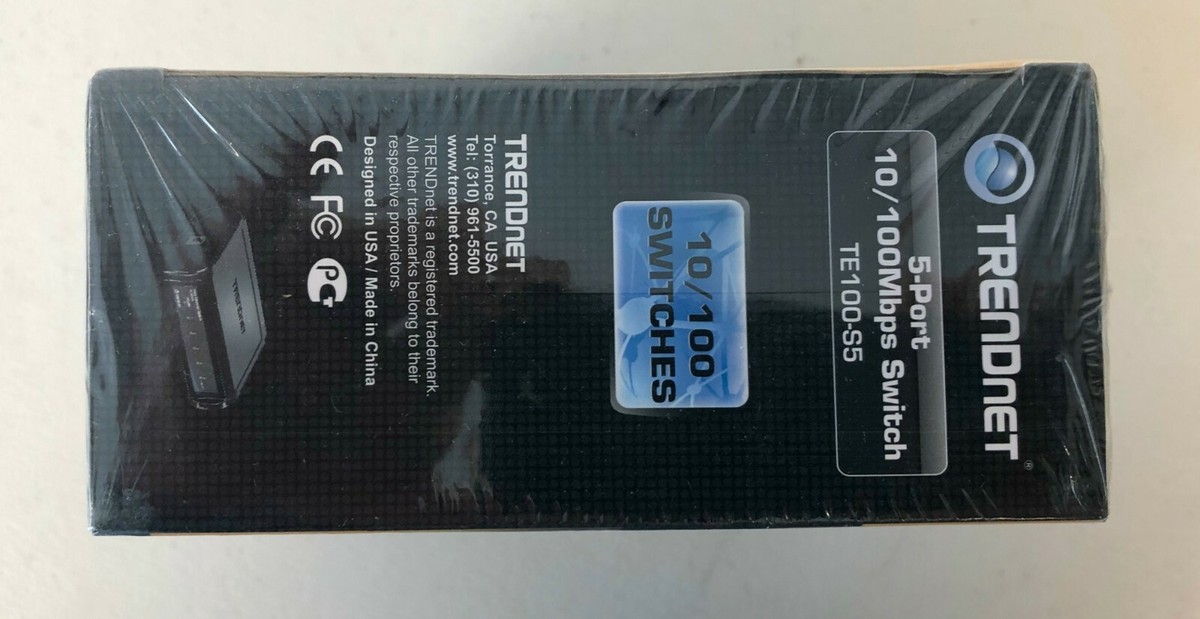 TRENDNET®
5-Port
10/100Mbps Switch
TE100-S5
10/100
SWITCHES
TRENDNET
Torrance, CA USA
Tel: (310) 961-5500
www.trendnet.com
TRENDnet is a registered trademark.
All other trademarks belong to their
respective proprietors.
Designed in USA / Made in China
CE FC PCT
TRENDNET